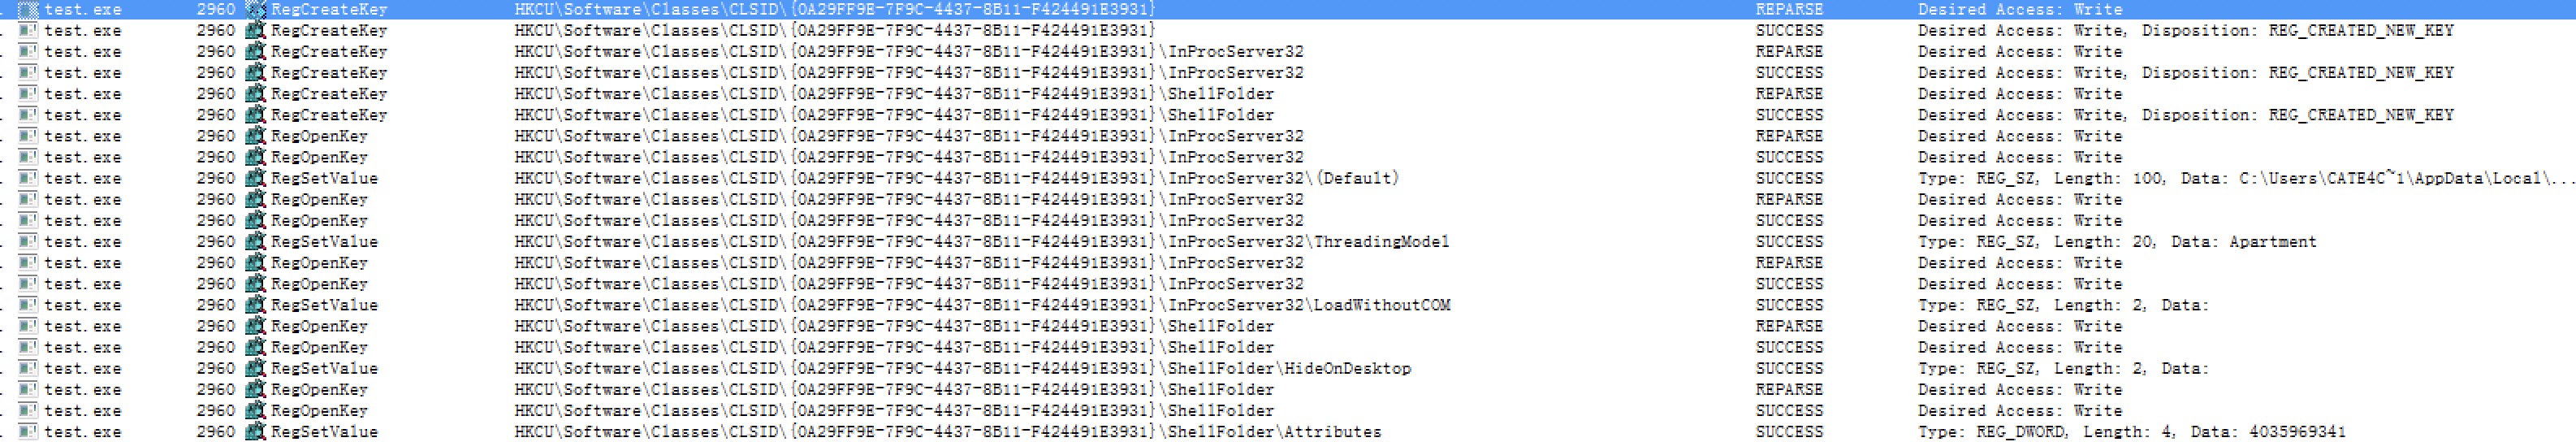 test.exe 2960 RegCreateKey HKCU\Software\Classes\CLSID\{0A29FF9E-7F9C-4437-8B11-F424491E3931} REPARSE Desired Access: Write
test.exe 2960 RegCreateKey HKCU\Software\Classes\CLSID\{0A29FF9E-7F9C-4437-8B11-F424491E3931} SUCCESS Desired Access: Write, Disposition: REG_CREATED_NEW_KEY
test.exe 2960 RegCreateKey HKCU\Software\Classes\CLSID\{0A29FF9E-7F9C-4437-8B11-F424491E3931}\InProcServer32 REPARSE Desired Access: Write
test.exe 2960 RegCreateKey HKCU\Software\Classes\CLSID\{0A29FF9E-7F9C-4437-8B11-F424491E3931}\InProcServer32 SUCCESS Desired Access: Write, Disposition: REG_CREATED_NEW_KEY
test.exe 2960 RegCreateKey HKCU\Software\Classes\CLSID\{0A29FF9E-7F9C-4437-8B11-F424491E3931}\ShellFolder REPARSE Desired Access: Write
test.exe 2960 RegCreateKey HKCU\Software\Classes\CLSID\{0A29FF9E-7F9C-4437-8B11-F424491E3931}\ShellFolder SUCCESS Desired Access: Write, Disposition: REG_CREATED_NEW_KEY
test.exe 2960 RegOpenKey HKCU\Software\Classes\CLSID\{0A29FF9E-7F9C-4437-8B11-F424491E3931}\InProcServer32 REPARSE Desired Access: Write
test.exe 2960 RegOpenKey HKCU\Software\Classes\CLSID\{0A29FF9E-7F9C-4437-8B11-F424491E3931}\InProcServer32 SUCCESS Desired Access: Write
test.exe 2960 RegSetValue HKCU\Software\Classes\CLSID\{0A29FF9E-7F9C-4437-8B11-F424491E3931}\InProcServer32\(Default) SUCCESS Type: REG_SZ, Length: 100, Data: C:\Users\CATE4C~1\AppData\Local\...
test.exe 2960 RegOpenKey HKCU\Software\Classes\CLSID\{0A29FF9E-7F9C-4437-8B11-F424491E3931}\InProcServer32 REPARSE Desired Access: Write
test.exe 2960 RegOpenKey HKCU\Software\Classes\CLSID\{0A29FF9E-7F9C-4437-8B11-F424491E3931}\InProcServer32 SUCCESS Desired Access: Write
test.exe 2960 RegSetValue HKCU\Software\Classes\CLSID\{0A29FF9E-7F9C-4437-8B11-F424491E3931}\InProcServer32\ThreadingModel SUCCESS Type: REG_SZ, Length: 20, Data: Apartment
test.exe 2960 RegOpenKey HKCU\Software\Classes\CLSID\{0A29FF9E-7F9C-4437-8B11-F424491E3931}\InProcServer32 REPARSE Desired Access: Write
test.exe 2960 RegOpenKey HKCU\Software\Classes\CLSID\{0A29FF9E-7F9C-4437-8B11-F424491E3931}\InProcServer32 SUCCESS Desired Access: Write
test.exe 2960 RegSetValue HKCU\Software\Classes\CLSID\{0A29FF9E-7F9C-4437-8B11-F424491E3931}\InProcServer32\LoadWithoutCOM SUCCESS Type: REG_SZ, Length: 2, Data:
test.exe 2960 RegOpenKey HKCU\Software\Classes\CLSID\{0A29FF9E-7F9C-4437-8B11-F424491E3931}\ShellFolder REPARSE Desired Access: Write
test.exe 2960 RegOpenKey HKCU\Software\Classes\CLSID\{0A29FF9E-7F9C-4437-8B11-F424491E3931}\ShellFolder SUCCESS Desired Access: Write
test.exe 2960 RegSetValue HKCU\Software\Classes\CLSID\{0A29FF9E-7F9C-4437-8B11-F424491E3931}\ShellFolder\HideOnDesktop SUCCESS Type: REG_SZ, Length: 2, Data:
test.exe 2960 RegOpenKey HKCU\Software\Classes\CLSID\{0A29FF9E-7F9C-4437-8B11-F424491E3931}\ShellFolder REPARSE Desired Access: Write
test.exe 2960 RegOpenKey HKCU\Software\Classes\CLSID\{0A29FF9E-7F9C-4437-8B11-F424491E3931}\ShellFolder SUCCESS Desired Access: Write
test.exe 2960 RegSetValue HKCU\Software\Classes\CLSID\{0A29FF9E-7F9C-4437-8B11-F424491E3931}\ShellFolder\Attributes SUCCESS Type: REG_DWORD, Length: 4, Data: 4035969341